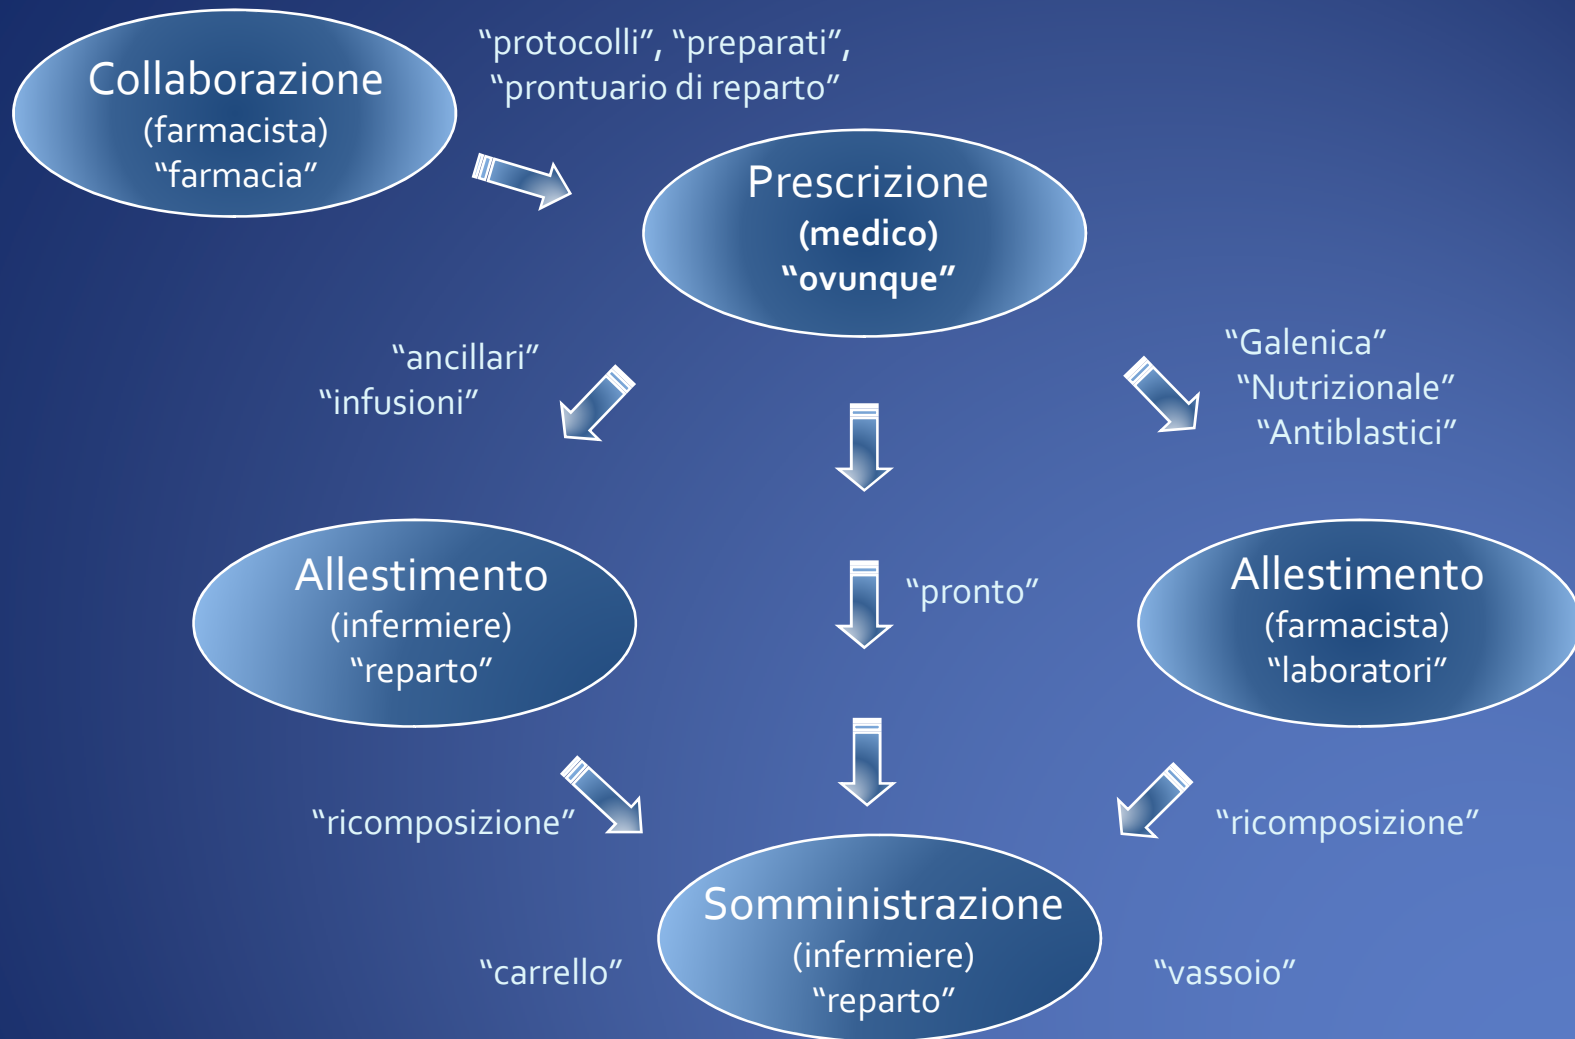 Collaborazione
(farmacista)
“farmacia”
“protocolli”, “preparati”,
“prontuario di reparto”
Prescrizione
(medico)
“ovunque”
“ancillari”
“infusioni”
“Galenica”
“Nutrizionale”
“Antiblastici”
Allestimento
(infermiere)
“reparto”
“pronto”
Allestimento
(farmacista)
“laboratori”
“ricomposizione”
“ricomposizione”
Somministrazione
(infermiere)
“reparto”
“carrello”
“vassoio”